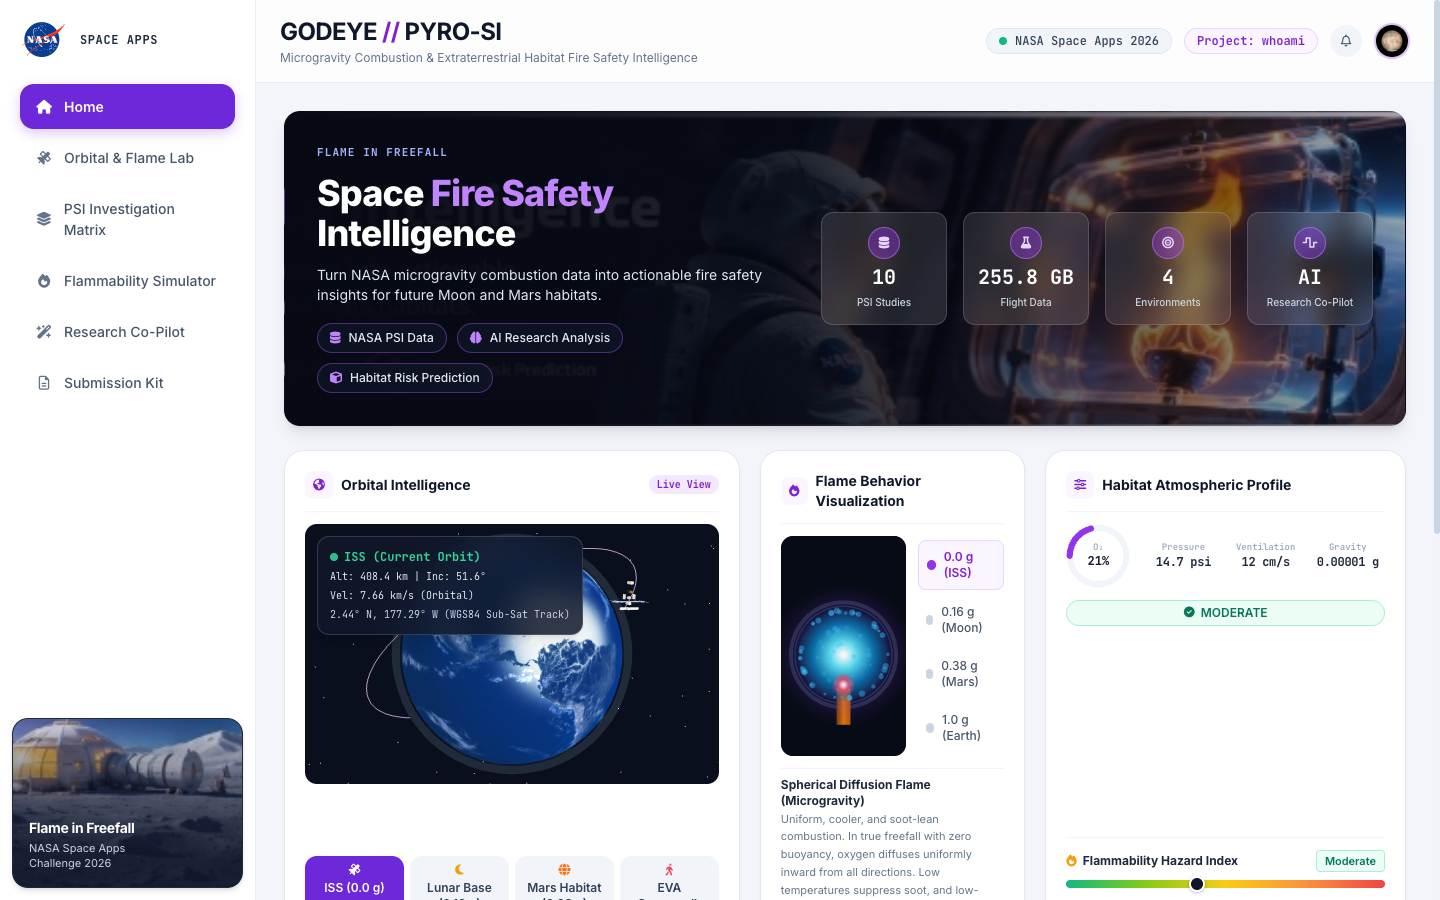 NASA
SPACE APPS
Home
Orbital & Flame Lab
PSI Investigation
Matrix
Flammability Simulator
Research Co-Pilot
Submission Kit
Flame in Freefall
NASA Space Apps
Challenge 2026
GODEYE // PYRO-SI
Microgravity Combustion & Extraterrestrial Habitat Fire Safety Intelligence
NASA Space Apps 2026
Project: whoami
FLAME IN FREEFALL
Space Fire Safety
Intelligence
Turn NASA microgravity combustion data into actionable fire safety
insights for future Moon and Mars habitats.
NASA PSI Data
AI Research Analysis
Habitat Risk Prediction
10
PSI Studies
255.8 GB
Flight Data
4
Environments
AI
Research Co-Pilot
Orbital Intelligence
Live View
ISS (Current Orbit)
Alt: 408.4 km | Inc: 51.6°
Vel: 7.66 km/s (Orbital)
2.44° N, 177.29° W (WGS84 Sub-Sat Track)
ISS (0.0 g)
Lunar Base
Mars Habitat
EVA
Flame Behavior
Visualization
0.0 g
(ISS)
0.16 g
(Moon)
0.38 g
(Mars)
1.0 g
(Earth)
Spherical Diffusion Flame
(Microgravity)
Uniform, cooler, and soot-lean
combustion. In true freefall with zero
buoyancy, oxygen diffuses uniformly
inward from all directions. Low
temperatures suppress soot, and low-
Habitat Atmospheric Profile
O₂
21%
Pressure
14.7 psi
Ventilation
12 cm/s
Gravity
0.00001 g
MODERATE
Flammability Hazard Index
Moderate